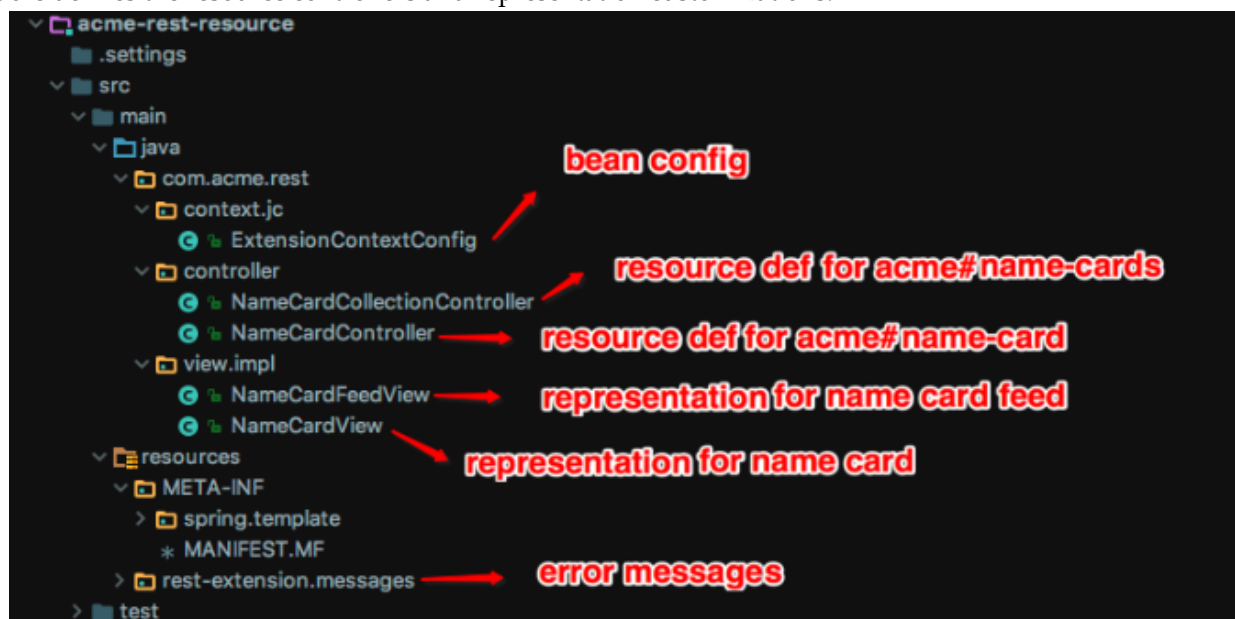 acme-rest-resource
.settings
src
main
java
bean config
com.acme.rest
context.jc
ExtensionContextConfig
controller
resource def for acme#name-cards
NameCardCollectionController
NameCardController
resource def for acme#name-card
view.impl
NameCardFeedView
representation for name card feed
NameCardView
resources
representation for name card
META-INF
spring.template
MANIFEST.MF
rest-extension.messages
error messages
test